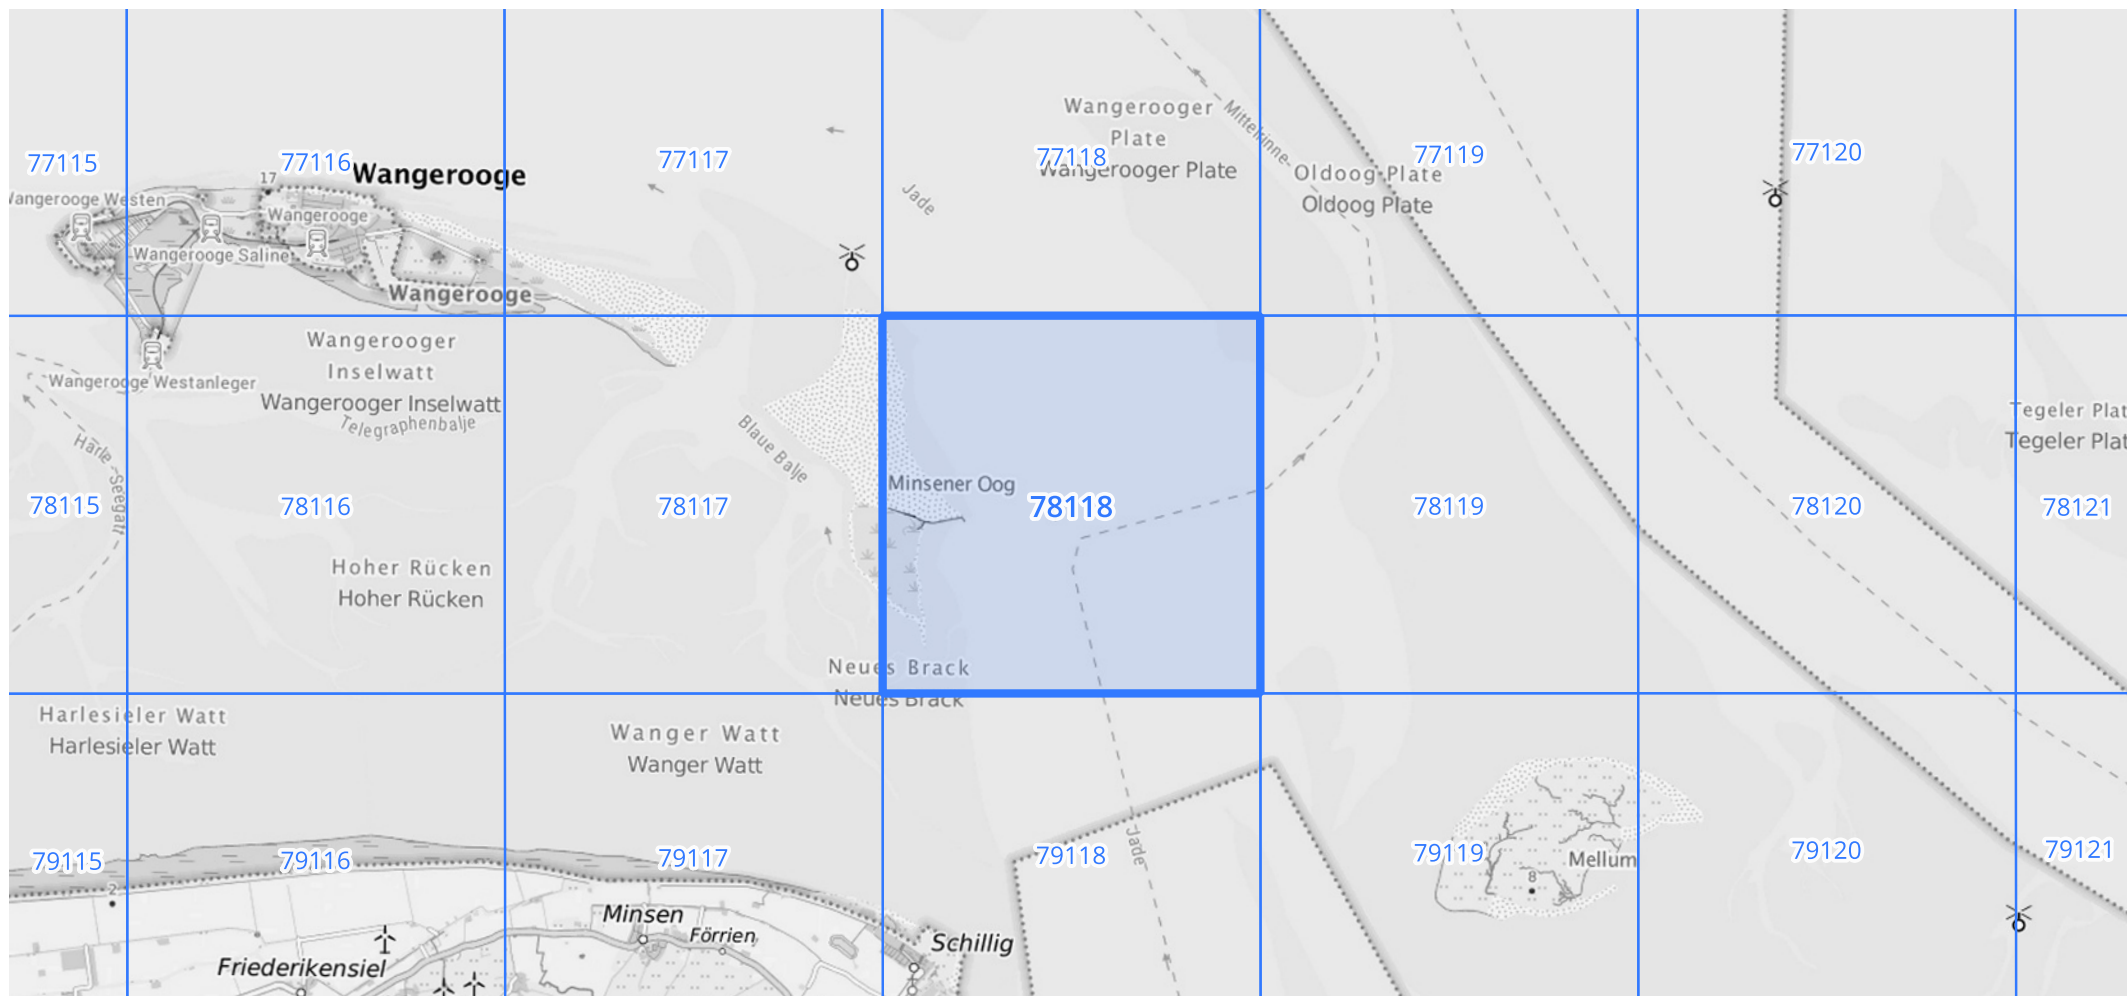 Wangerooger
Plate
Wangerooger Plate
Mittelrinne
Oldoog Plate
Oldoog Plate
77115
77116
77117
77118
77119
77120
Wangerooge
17
Wangerooge Westen
Wangerooge
Wangerooge Saline
Wangerooge
Jade
Wangerooger
Inselwatt
Wangerooger Inselwatt
Telegraphenbalje
Wangerooge Westanleger
Harle - Seegatt
Blaue Balje
Tegeler Plat
Tegeler Plat
Minsener Oog
78115
78116
78117
78118
78119
78120
78121
Hoher Rücken
Hoher Rücken
Neues Brack
Neues Brack
Harlesieler Watt
Harlesieler Watt
Wanger Watt
Wanger Watt
Jade
79115
79116
79117
79118
79119
79120
79121
Mellum
8
2
Minsen
Förrien
Schillig
Friederikensiel